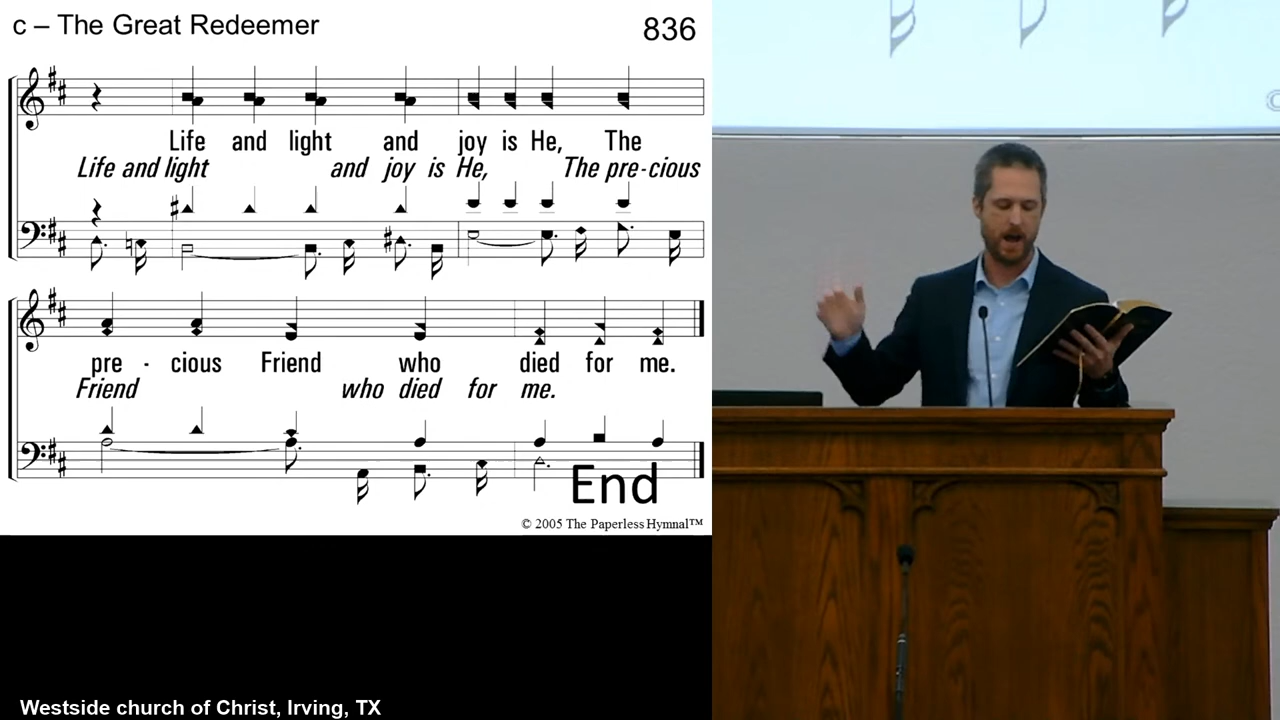 c – The Great Redeemer
836
Life and light and joy is He, The
Life and light and joy is He, The pre-cious
pre - cious Friend who died for me.
Friend who died for me.
End
© 2005 The Paperless Hymnal™
©
Westside church of Christ, Irving, TX